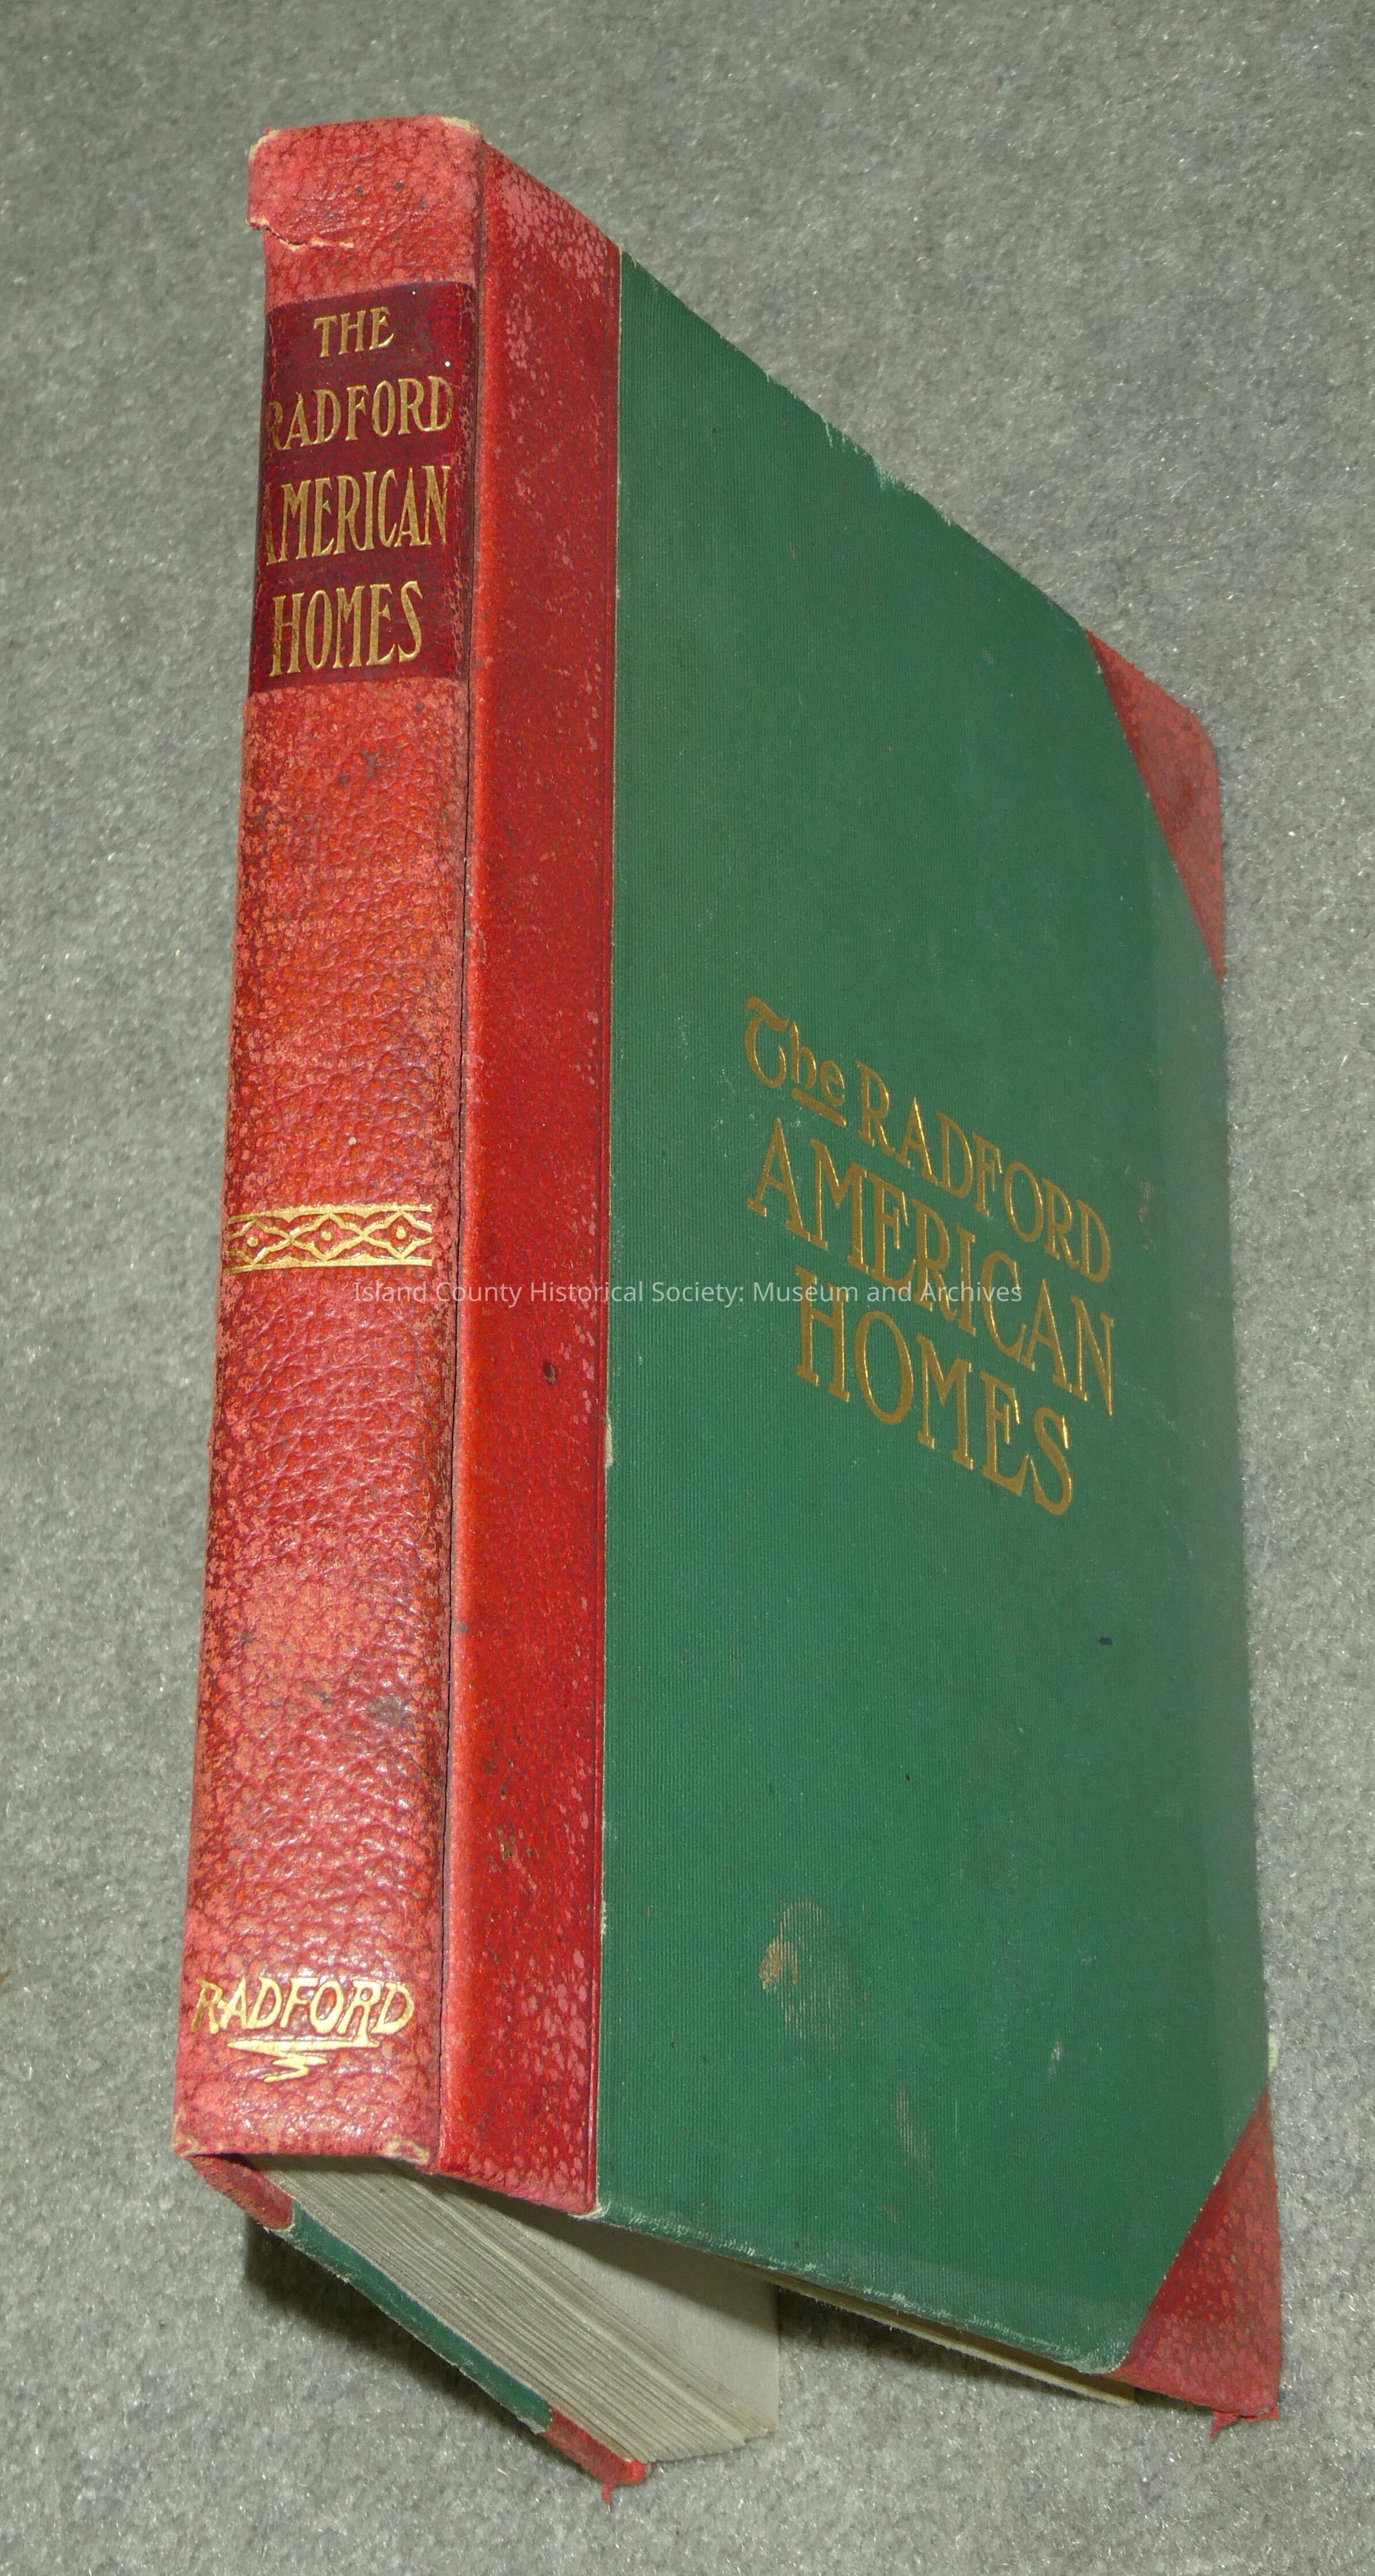 THE
RADFORD
AMERICAN
HOMES
RADFORD
The RADFORD
AMERICAN
HOMES
Island County Historical Society: Museum and Archives